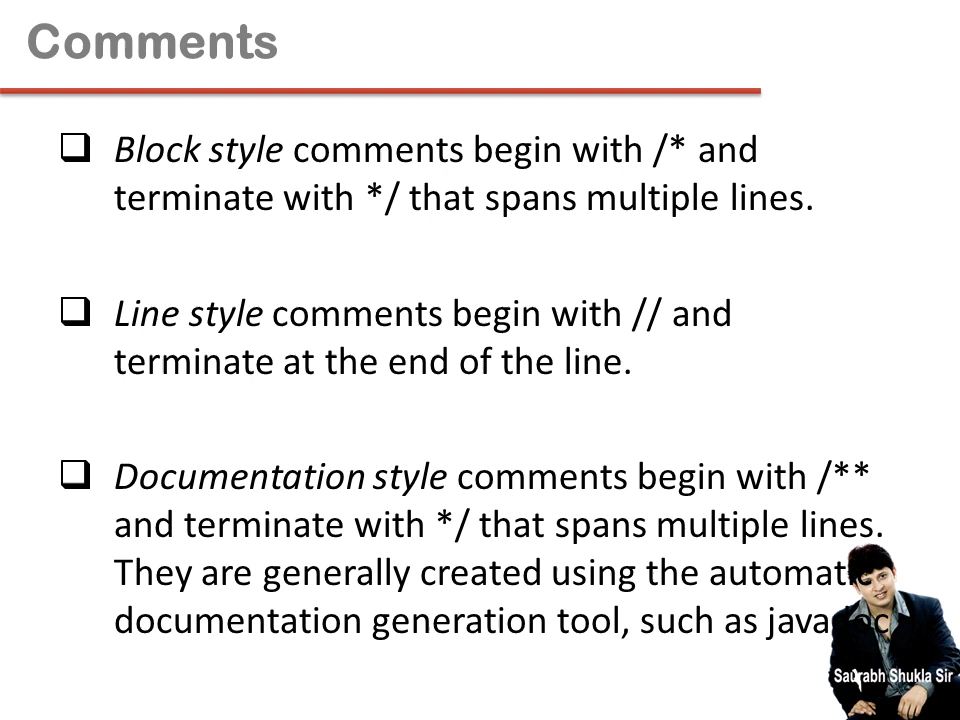 Comments
Block style comments begin with /* and
terminate with */ that spans multiple lines.
Line style comments begin with // and
terminate at the end of the line.
Documentation style comments begin with /**
and terminate with */ that spans multiple lines.
They are generally created using the automatic
documentation generation tool, such as javadoc
Saurabh Shukla Sir